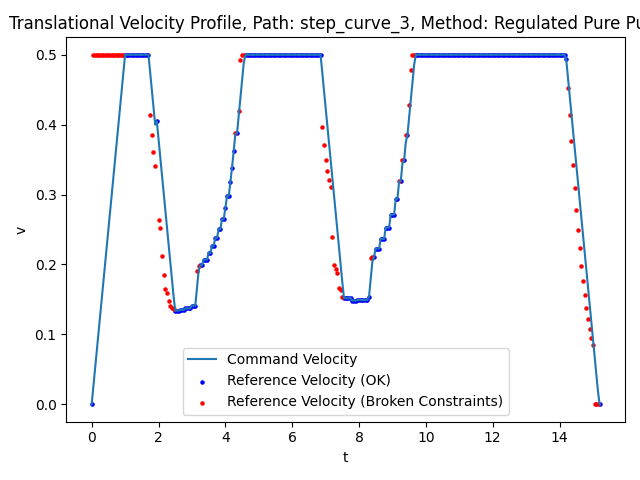 Translational Velocity Profile, Path: step_curve_3, Method: Regulated Pure Pu
0.5
0.4
0.3
0.2
0.1
0.0
v
Command Velocity
Reference Velocity (OK)
Reference Velocity (Broken Constraints)
0 2 4 6 8 10 12 14
t